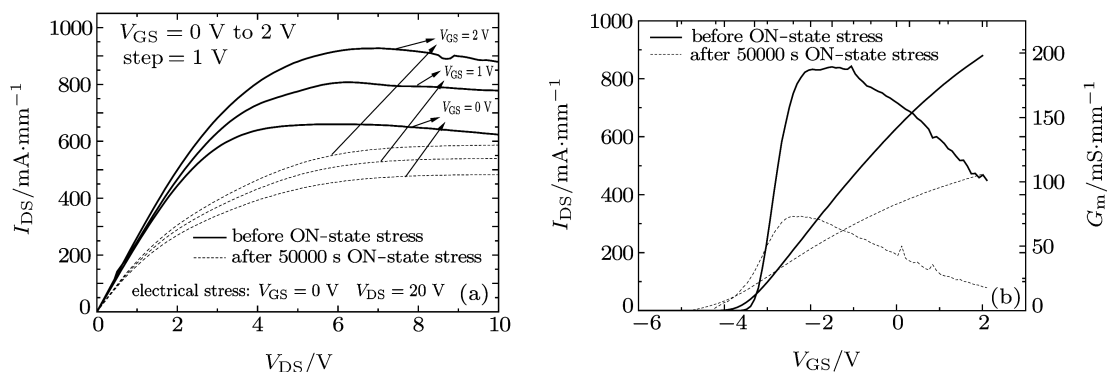 V_GS=0 V to 2 V
step=1 V
V_GS= 2 V
V_GS= 1 V
V_GS= 0 V
before ON-state stress
after 50000 s ON-state stress
electrical stress: V_GS=0 V V_DS=20 V (a)
1000
800
600
400
200
0
0 2 4 6 8 10
I_DS/mA·mm⁻¹
V_DS/V
before ON-state stress
after 50000 s ON-state stress
(b)
1000
800
600
400
200
0
−6 −4 −2 0 2
200
150
100
50
0
I_DS/mA·mm⁻¹
G_m/mS·mm⁻¹
V_GS/V